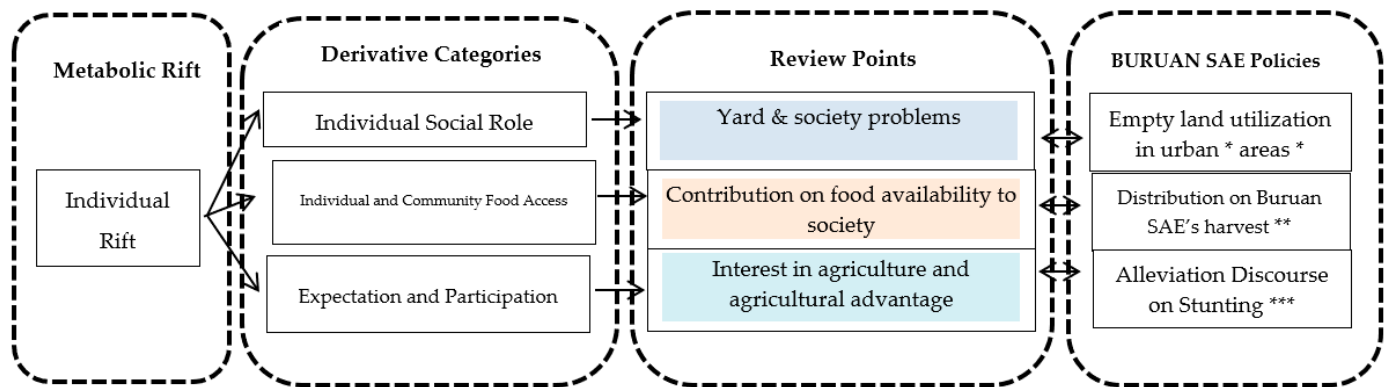 Metabolic Rift
Individual
Rift
Derivative Categories
Individual Social Role
Individual and Community Food Access
Expectation and Participation
Review Points
Yard & society problems
Contribution on food availability to
society
Interest in agriculture and
agricultural advantage
BURUAN SAE Policies
Empty land utilization
in urban * areas *
Distribution on Buruan
SAE's harvest **
Alleviation Discourse
on Stunting ***